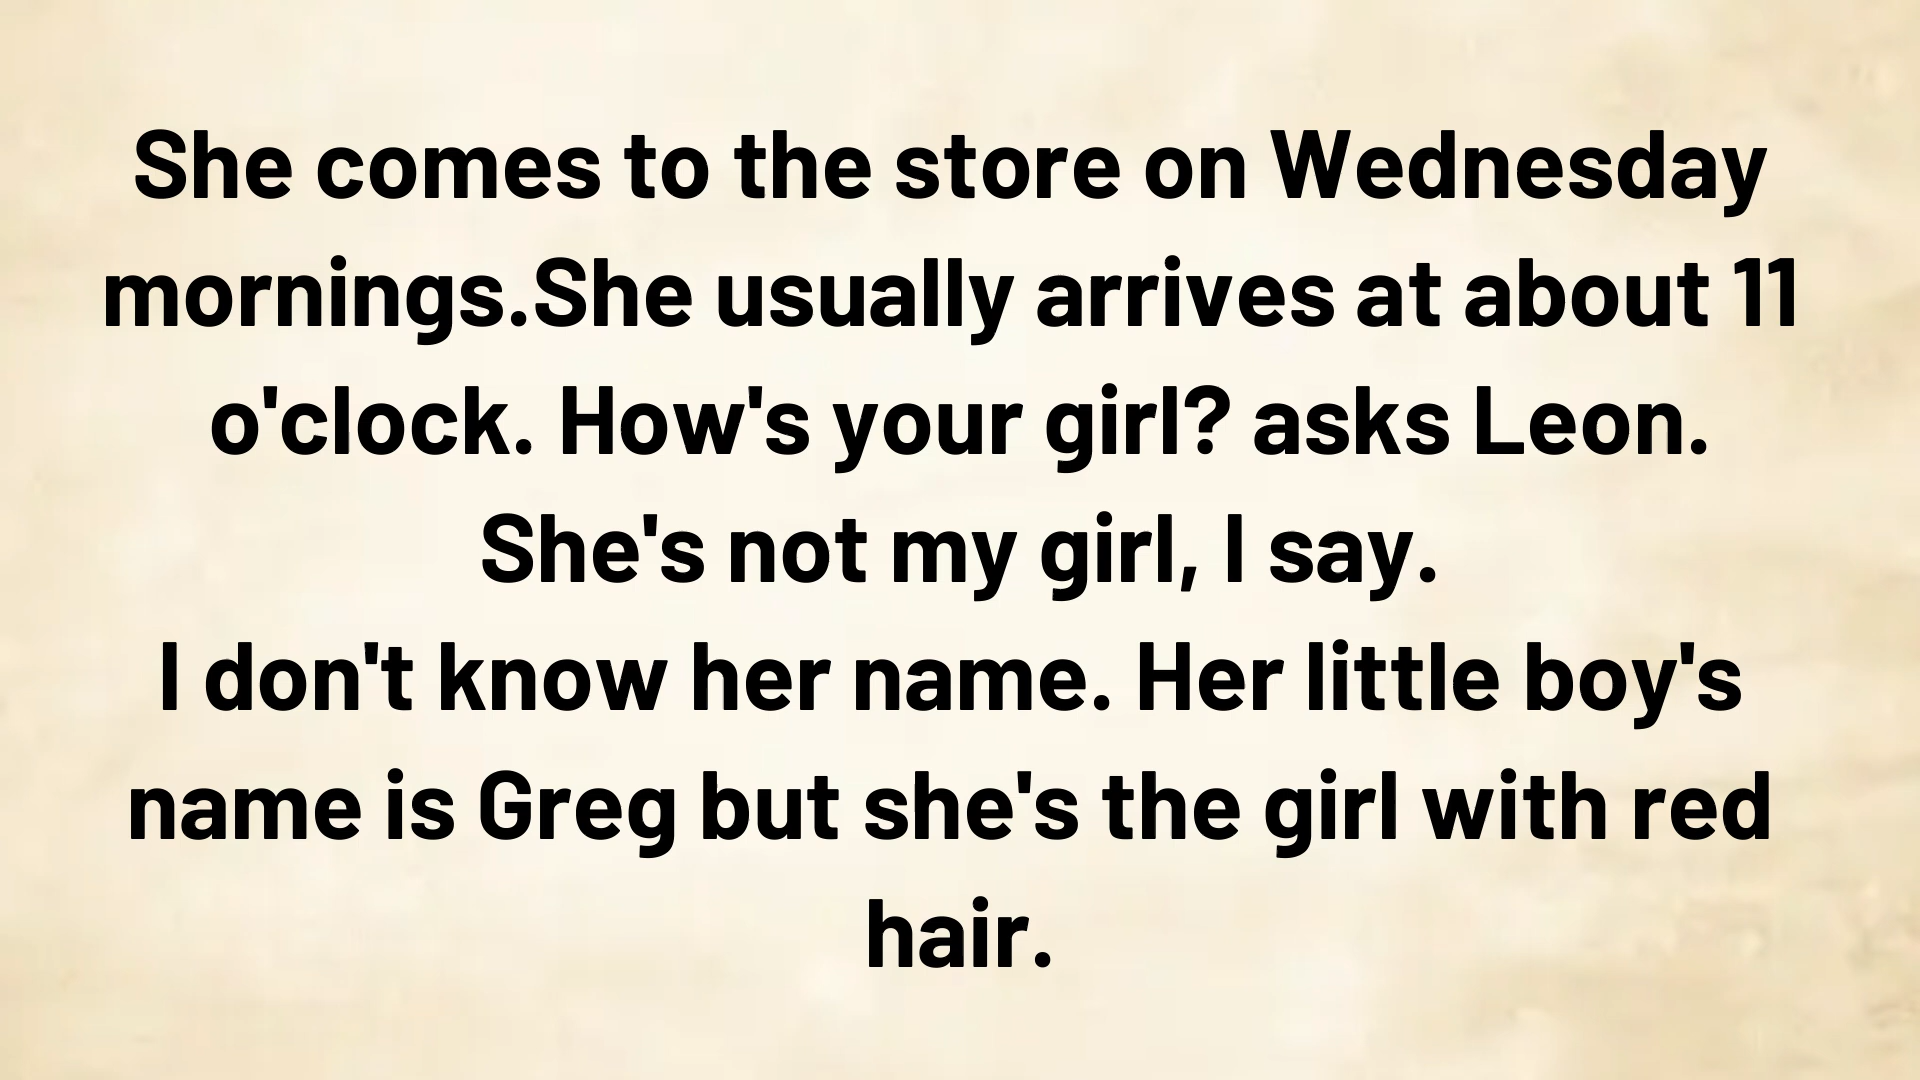 She comes to the store on Wednesday
mornings.She usually arrives at about 11
o'clock. How's your girl? asks Leon.
She's not my girl, I say.
I don't know her name. Her little boy's
name is Greg but she's the girl with red
hair.